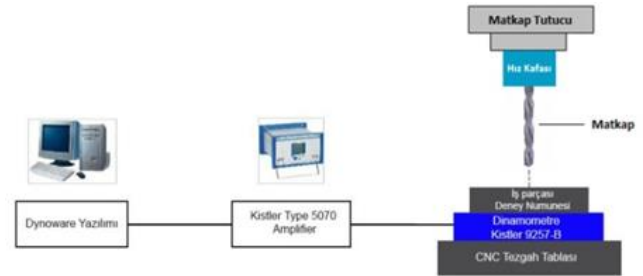 Matkap Tutucu
Hız Kafası
Matkap
İş parçası
Deney Numunesi
Dinamometre
Kistler 9257-B
CNC Tezgah Tablası
Kistler Type 5070
Amplifier
Dynoware Yazılımı